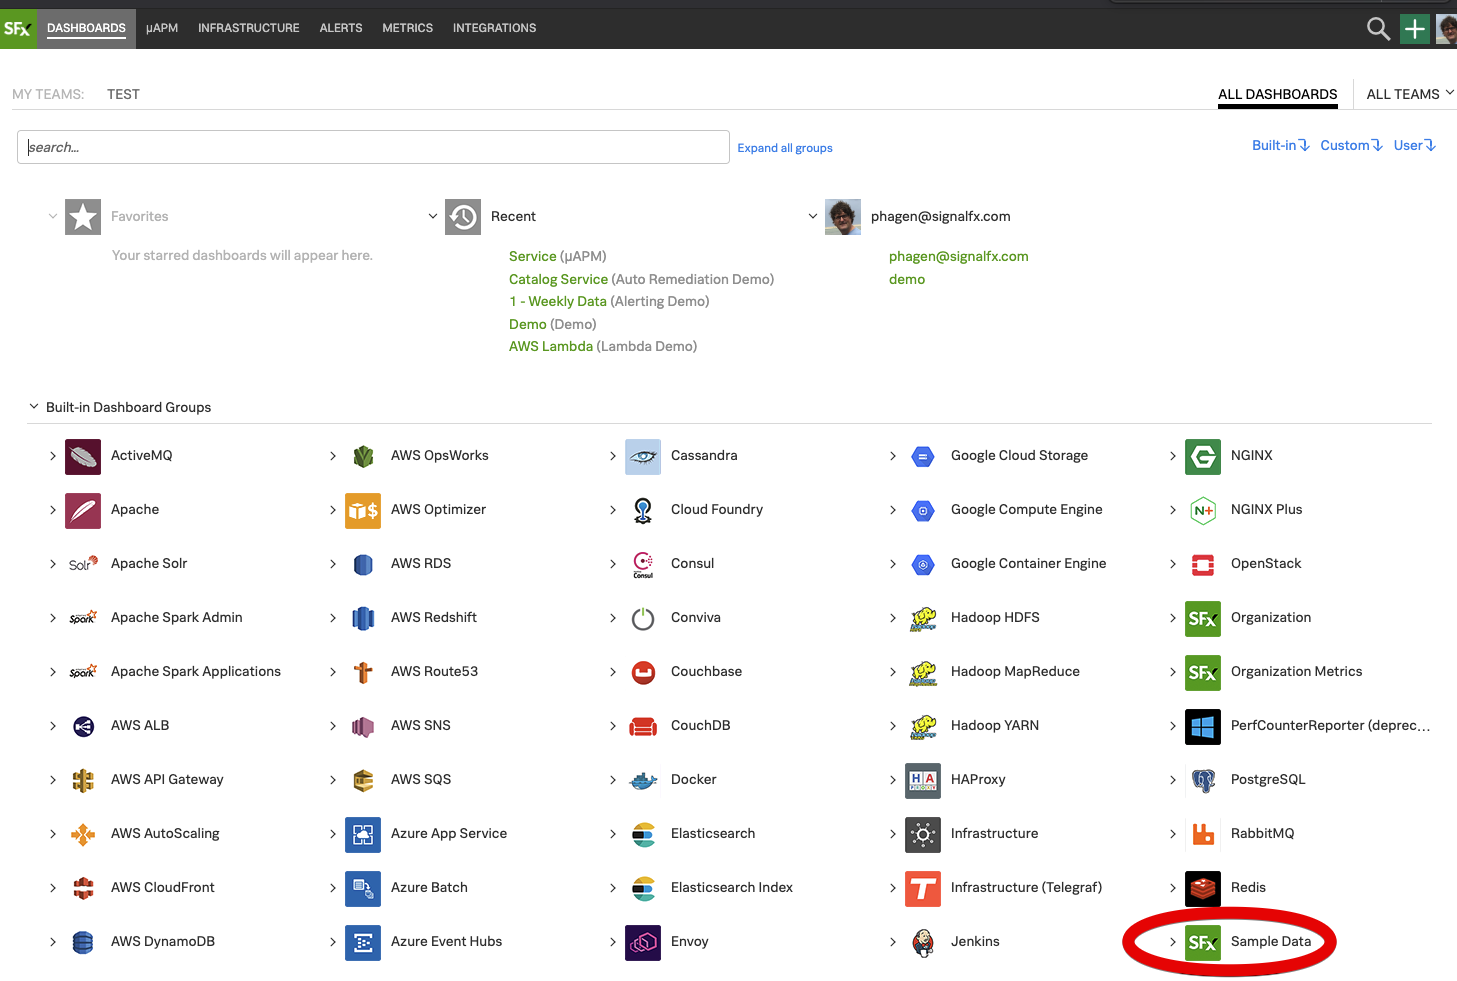 SFx DASHBOARDS µAPM INFRASTRUCTURE ALERTS METRICS INTEGRATIONS
MY TEAMS: TEST ALL DASHBOARDS ALL TEAMS
search... Expand all groups Built-in Custom User
Favorites Recent phagen@signalfx.com
Your starred dashboards will appear here. Service (µAPM) phagen@signalfx.com
Catalog Service (Auto Remediation Demo) demo
1 - Weekly Data (Alerting Demo)
Demo (Demo)
AWS Lambda (Lambda Demo)
Built-in Dashboard Groups
ActiveMQ AWS OpsWorks Cassandra Google Cloud Storage NGINX
Apache AWS Optimizer Cloud Foundry Google Compute Engine N+ NGINX Plus
Solr Apache Solr AWS RDS Consul Consul Google Container Engine OpenStack
Spark Apache Spark Admin AWS Redshift Conviva Hadoop HDFS SFx Organization
Spark Apache Spark Applications AWS Route53 Couchbase Hadoop MapReduce SFx Organization Metrics
AWS ALB AWS SNS CouchDB Hadoop YARN PerfCounterReporter (deprec...
AWS API Gateway AWS SQS Docker HA PROXY HAProxy PostgreSQL
AWS AutoScaling Azure App Service Elasticsearch Infrastructure RabbitMQ
AWS CloudFront Azure Batch Elasticsearch Index Infrastructure (Telegraf) Redis
AWS DynamoDB Azure Event Hubs Envoy Jenkins SFx Sample Data